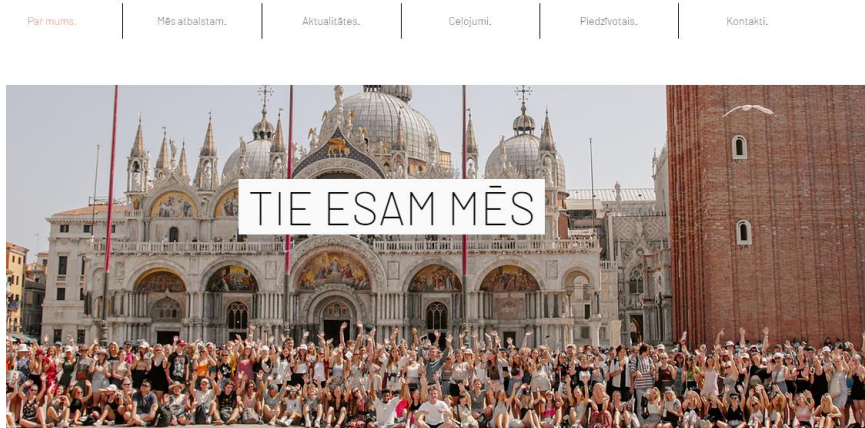 Par mums.
Mēs atbalstam.
Aktualitātes.
Ceļojumi.
Piedzīvotais.
Kontakti.
TIE ESAM MĒS